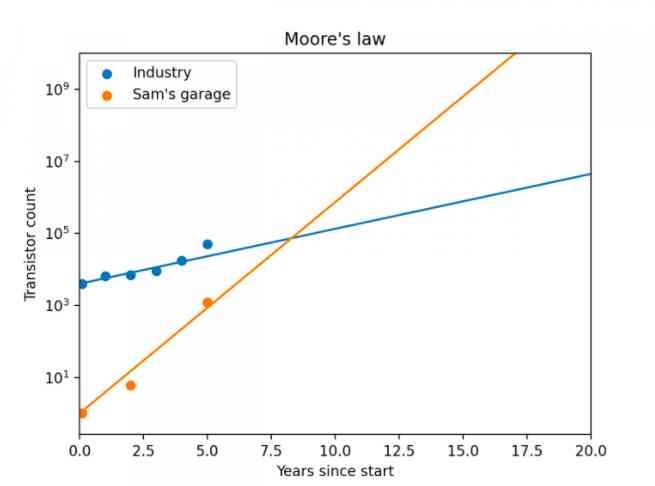 Moore's law
Industry
Sam's garage
Transistor count
10⁹
10⁷
10⁵
10³
10¹
0.0 2.5 5.0 7.5 10.0 12.5 15.0 17.5 20.0
Years since start